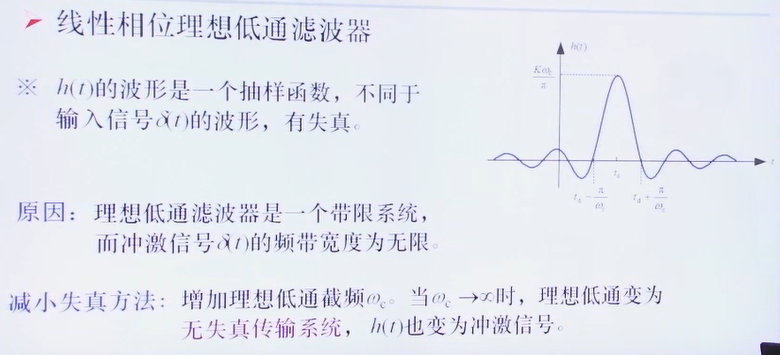 线性相位理想低通滤波器
※ h(t)的波形是一个抽样函数，不同于
输入信号δ(t)的波形，有失真。
h(t)
Kω_c/π
t
t_d
t_d − π/ω_c
t_d + π/ω_c
原因：理想低通滤波器是一个带限系统，
而冲激信号δ(t)的频带宽度为无限。
减小失真方法：增加理想低通截频ω_c。当ω_c→∞时，理想低通变为
无失真传输系统，h(t)也变为冲激信号。